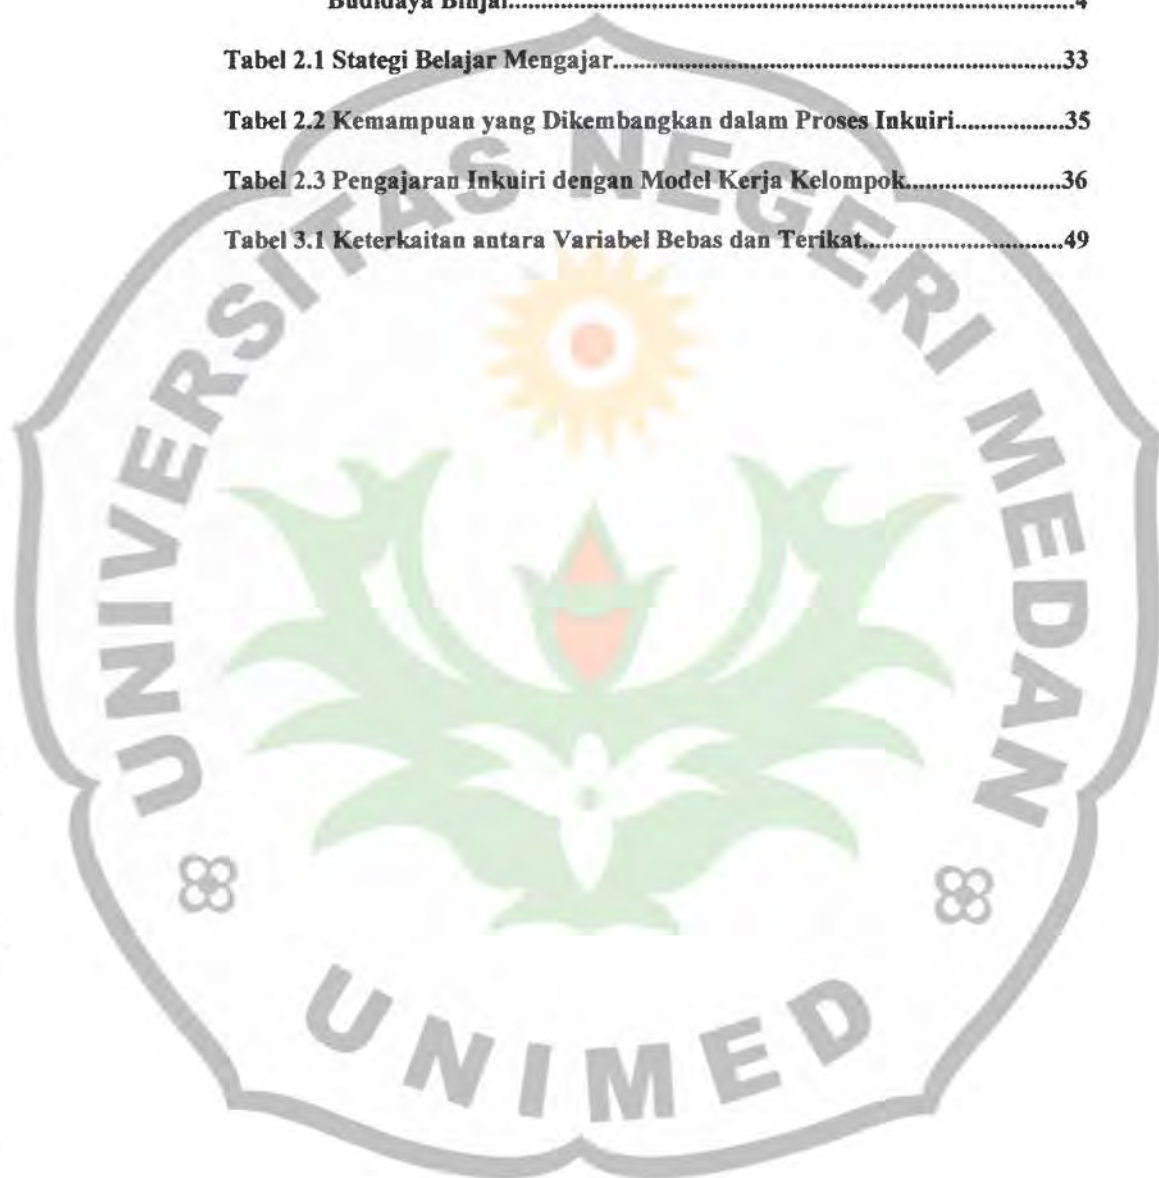 Budidaya Binjai..........................................................................................4
Tabel 2.1 Stategi Belajar Mengajar.......................................................................33
Tabel 2.2 Kemampuan yang Dikembangkan dalam Proses Inkuiri.................35
Tabel 2.3 Pengajaran Inkuiri dengan Model Kerja Kelompok........................36
Tabel 3.1 Keterkaitan antara Variabel Bebas dan Terikat...............................49
UNIVERSITAS NEGERI MEDAN
UNIMED